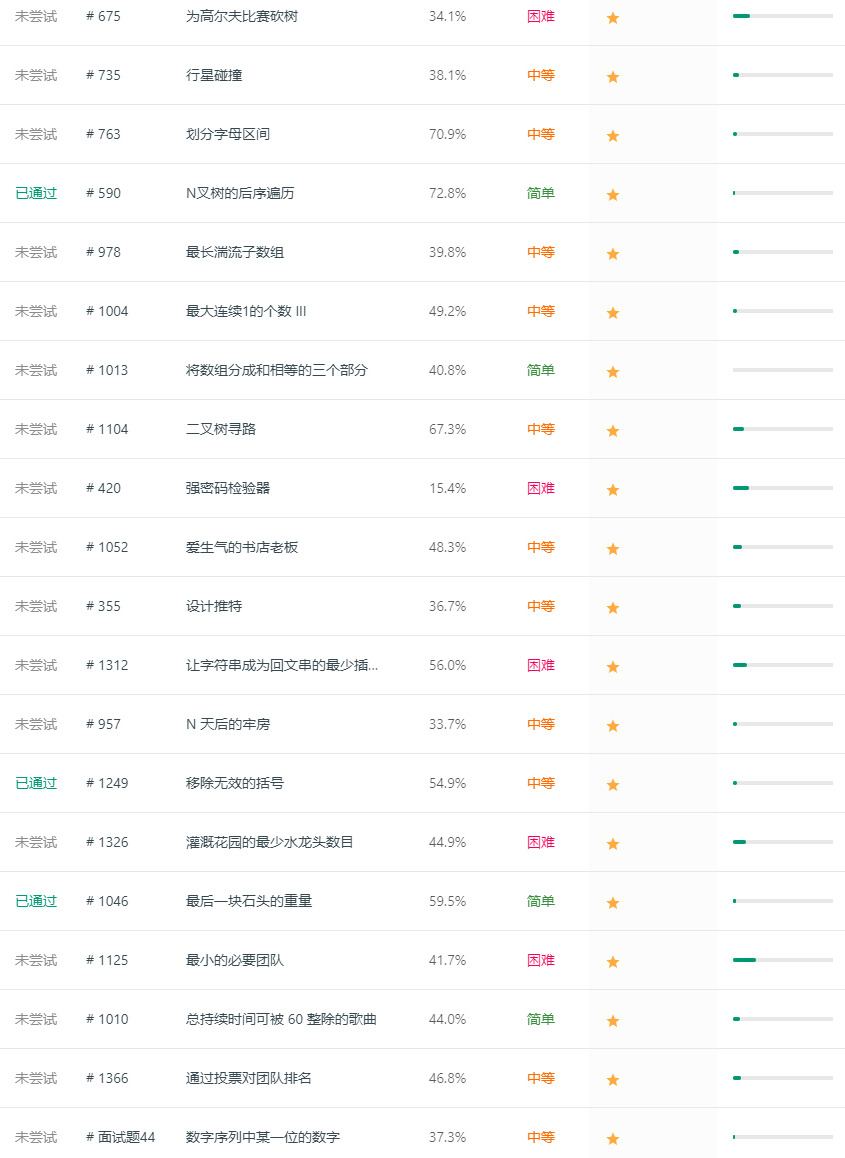 未尝试 # 675 为高尔夫比赛砍树 34.1% 困难
未尝试 # 735 行星碰撞 38.1% 中等
未尝试 # 763 划分字母区间 70.9% 中等
已通过 # 590 N叉树的后序遍历 72.8% 简单
未尝试 # 978 最长湍流子数组 39.8% 中等
未尝试 # 1004 最大连续1的个数 III 49.2% 中等
未尝试 # 1013 将数组分成和相等的三个部分 40.8% 简单
未尝试 # 1104 二叉树寻路 67.3% 中等
未尝试 # 420 强密码检验器 15.4% 困难
未尝试 # 1052 爱生气的书店老板 48.3% 中等
未尝试 # 355 设计推特 36.7% 中等
未尝试 # 1312 让字符串成为回文串的最少插... 56.0% 困难
未尝试 # 957 N 天后的牢房 33.7% 中等
已通过 # 1249 移除无效的括号 54.9% 中等
未尝试 # 1326 灌溉花园的最少水龙头数目 44.9% 困难
已通过 # 1046 最后一块石头的重量 59.5% 简单
未尝试 # 1125 最小的必要团队 41.7% 困难
未尝试 # 1010 总持续时间可被 60 整除的歌曲 44.0% 简单
未尝试 # 1366 通过投票对团队排名 46.8% 中等
未尝试 # 面试题44 数字序列中某一位的数字 37.3% 中等